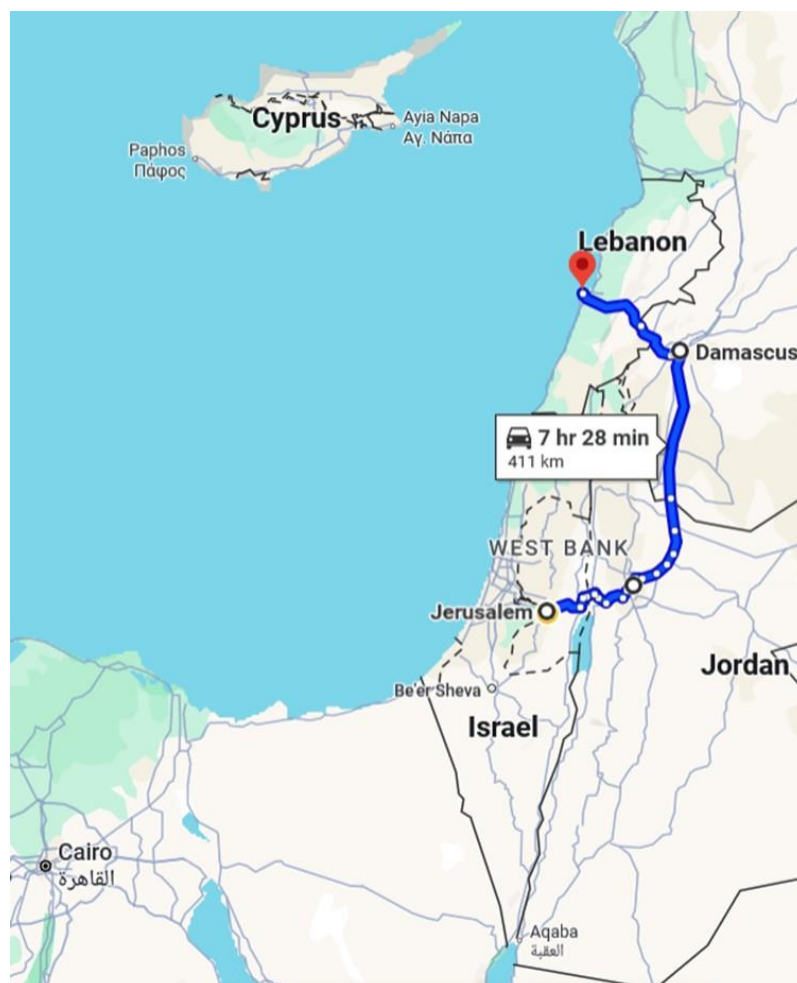 Cyprus
Ayia Napa
Αγ. Νάπα
Paphos
Πάφος
Lebanon
Damascus
7 hr 28 min
411 km
WEST BANK
Jerusalem
Jordan
Be'er Sheva
Israel
Cairo
القاهرة
Aqaba
العقبة